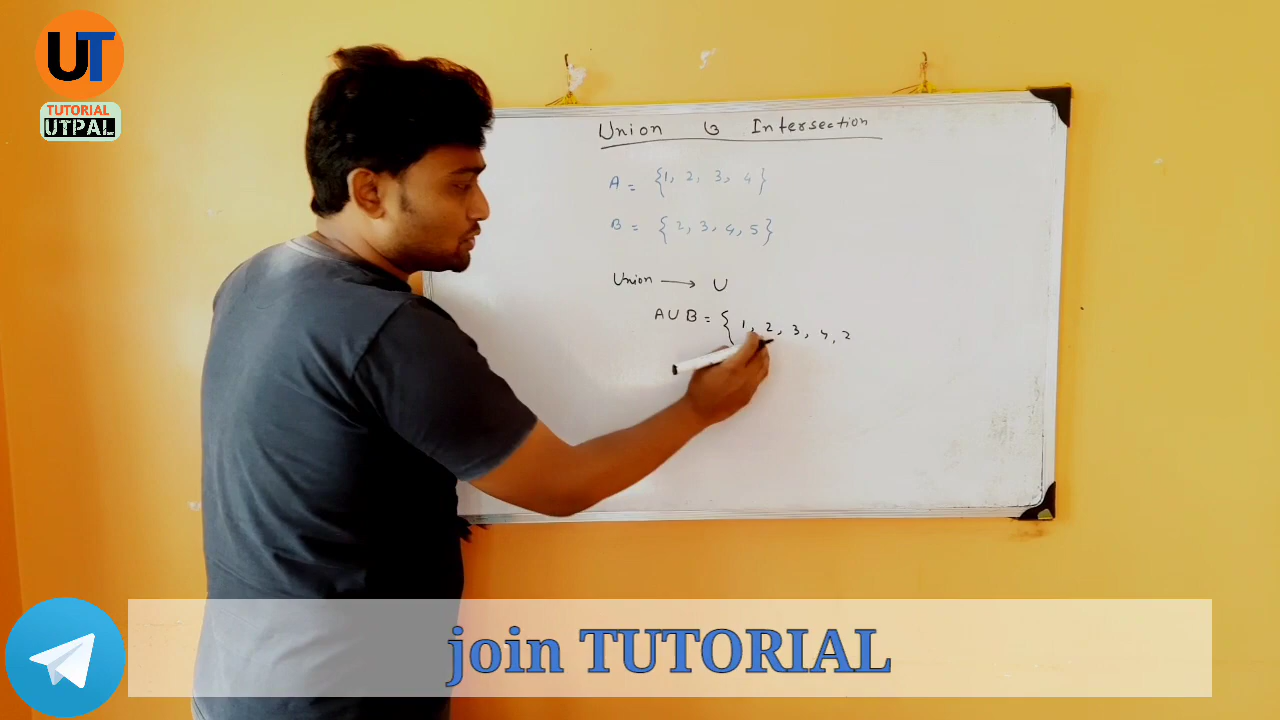 UT
TUTORIAL
UTPAL
Union ও Intersection
A = {1, 2, 3, 4}
B = {2, 3, 4, 5}
Union → U
A U B = {1, 2, 3, 4, 2
join TUTORIAL